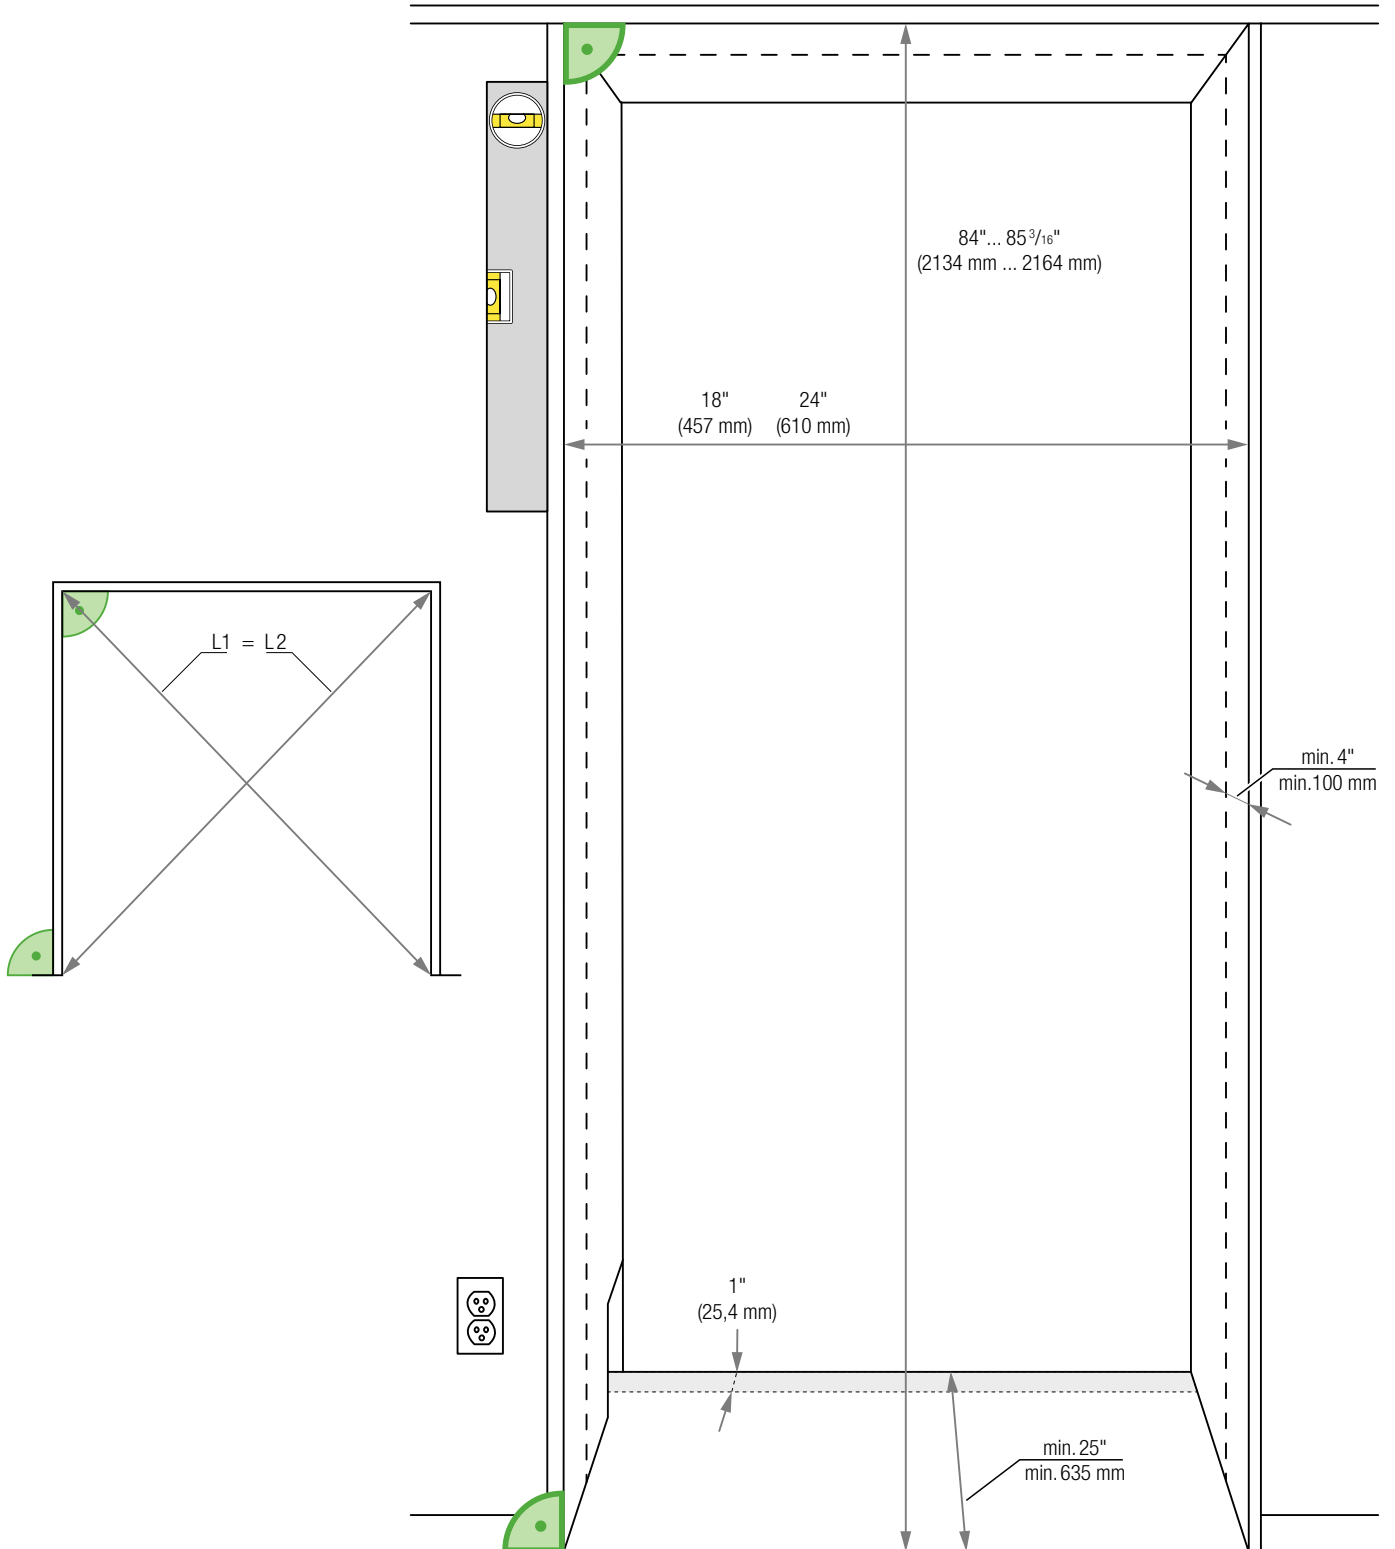 84"... 85 3/16"
(2134 mm ... 2164 mm)
18" 24"
(457 mm) (610 mm)
L1 = L2
min. 4"
min.100 mm
1"
(25,4 mm)
min. 25"
min. 635 mm